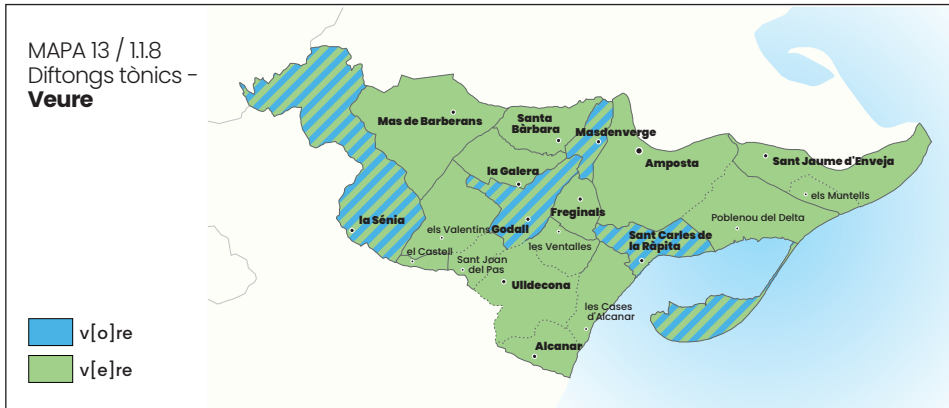 MAPA 13 / 1.1.8
Diftongs tònics -
Veure
Mas de Barberans
Santa
Bàrbara
Masdenverge
Amposta
Sant Jaume d'Enveja
la Galera
els Muntells
Freginals
la Sénia
Poblenou del Delta
els Valentins
Godall
Sant Carles de
la Ràpita
les Ventalles
el Castell
Sant Joan
del Pas
Ulldecona
les Cases
d'Alcanar
Alcanar
v[o]re
v[e]re